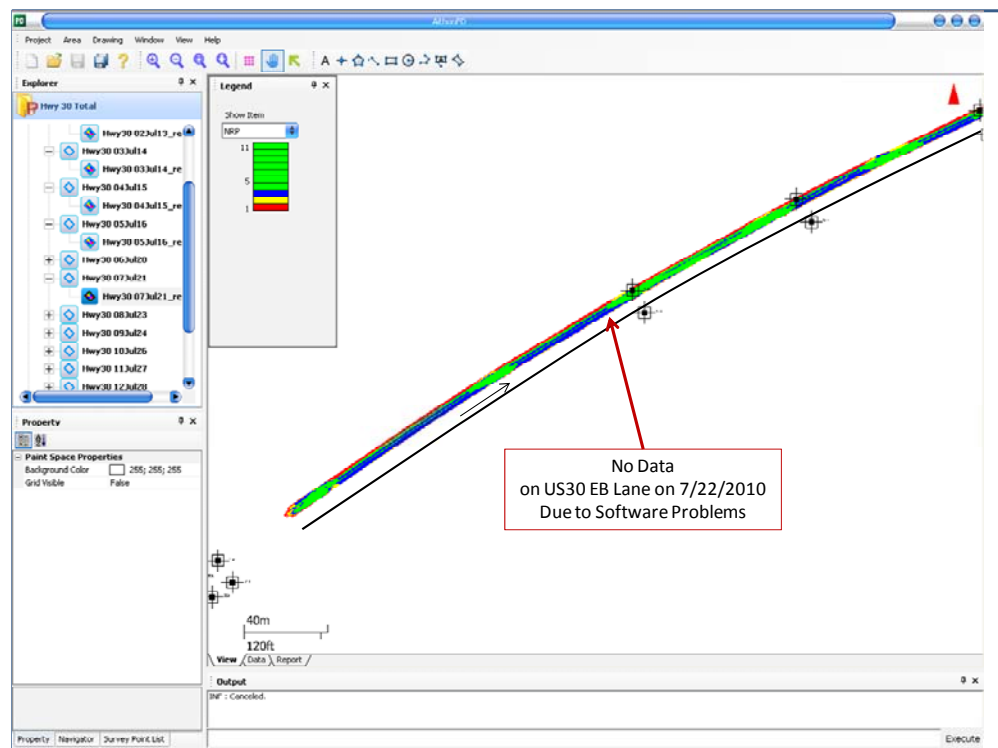 AithonPD
Project Area Drawing Window View Help
A
Explorer
Hwy 30 Total
Hwy30 02Jul13_re
Hwy30 03Jul14
Hwy30 03Jul14_re
Hwy30 04Jul15
Hwy30 04Jul15_re
Hwy30 05Jul16
Hwy30 05Jul16_re
Hwy30 06Jul20
Hwy30 07Jul21
Hwy30 07Jul21_re
Hwy30 08Jul23
Hwy30 09Jul24
Hwy30 10Jul26
Hwy30 11Jul27
Hwy30 12Jul28
Property
Paint Space Properties
Background Color 255; 255; 255
Grid Visible False
Property Navigator Survey Point List
Legend
Show Item
NRP
11
5
1
No Data
on US30 EB Lane on 7/22/2010
Due to Software Problems
40m
120ft
View Data Report
Output
INF : Canceled.
Execute